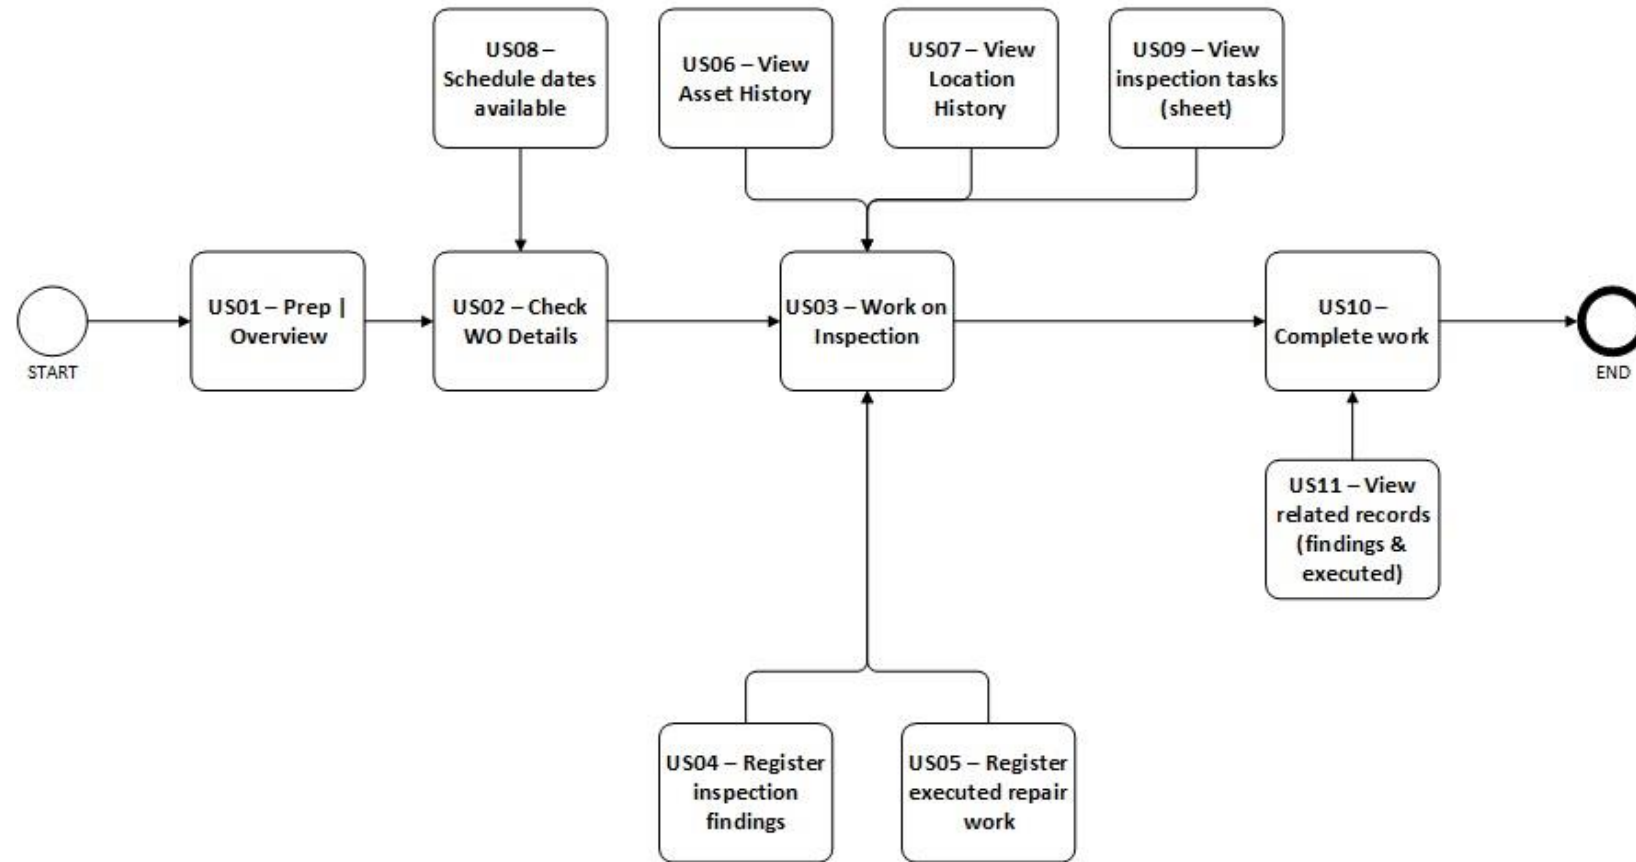 US08 –
Schedule dates
available
US06 – View
Asset History
US07 – View
Location
History
US09 – View
inspection tasks
(sheet)
START
US01 – Prep |
Overview
US02 – Check
WO Details
US03 – Work on
Inspection
US10 –
Complete work
END
US11 – View
related records
(findings &
executed)
US04 – Register
inspection
findings
US05 – Register
executed repair
work